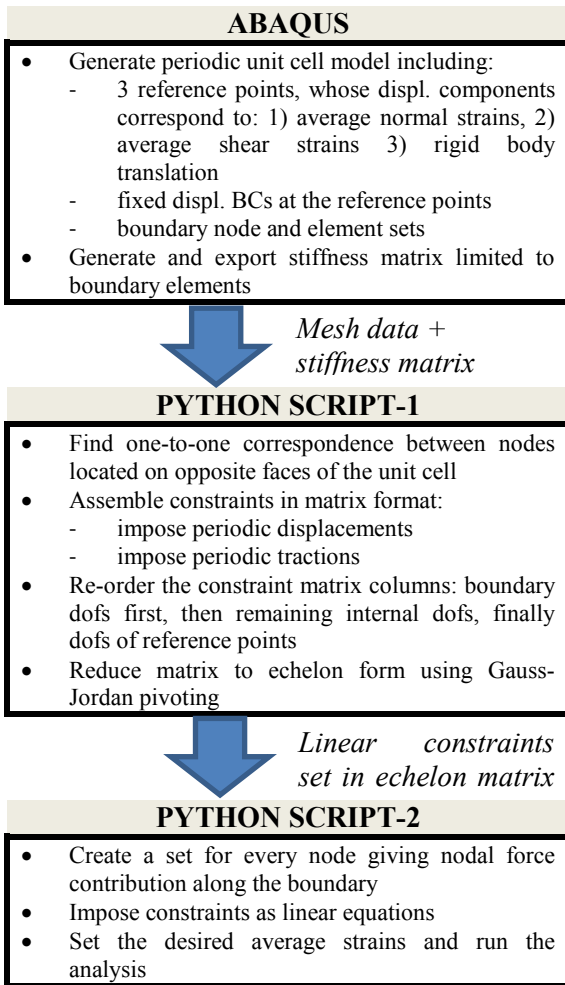 ABAQUS
• Generate periodic unit cell model including:
- 3 reference points, whose displ. components
correspond to: 1) average normal strains, 2)
average shear strains 3) rigid body
translation
- fixed displ. BCs at the reference points
- boundary node and element sets
• Generate and export stiffness matrix limited to
boundary elements
Mesh data +
stiffness matrix
PYTHON SCRIPT-1
• Find one-to-one correspondence between nodes
located on opposite faces of the unit cell
• Assemble constraints in matrix format:
- impose periodic displacements
- impose periodic tractions
• Re-order the constraint matrix columns: boundary
dofs first, then remaining internal dofs, finally
dofs of reference points
• Reduce matrix to echelon form using Gauss-
Jordan pivoting
Linear constraints
set in echelon matrix
PYTHON SCRIPT-2
• Create a set for every node giving nodal force
contribution along the boundary
• Impose constraints as linear equations
• Set the desired average strains and run the
analysis